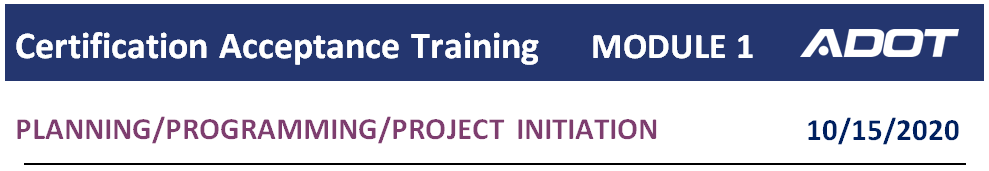 Certification Acceptance Training MODULE 1 ADOT
PLANNING/PROGRAMMING/PROJECT INITIATION 10/15/2020